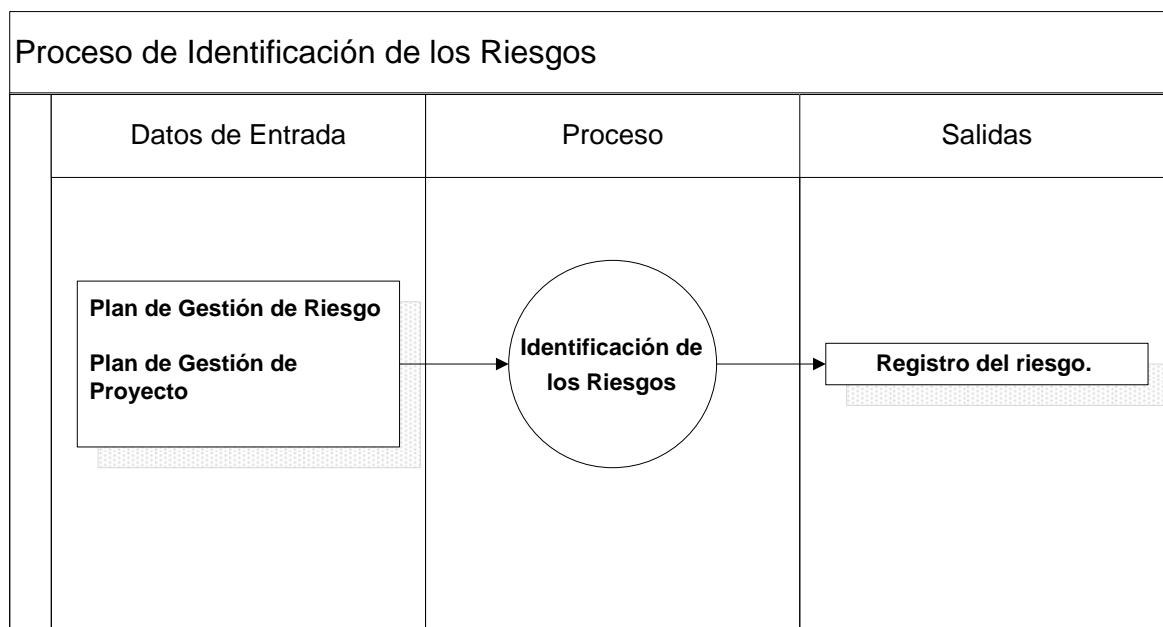 Proceso de Identificación de los Riesgos
Datos de Entrada
Proceso
Salidas
Plan de Gestión de Riesgo
Plan de Gestión de
Proyecto
Identificación de
los Riesgos
Registro del riesgo.